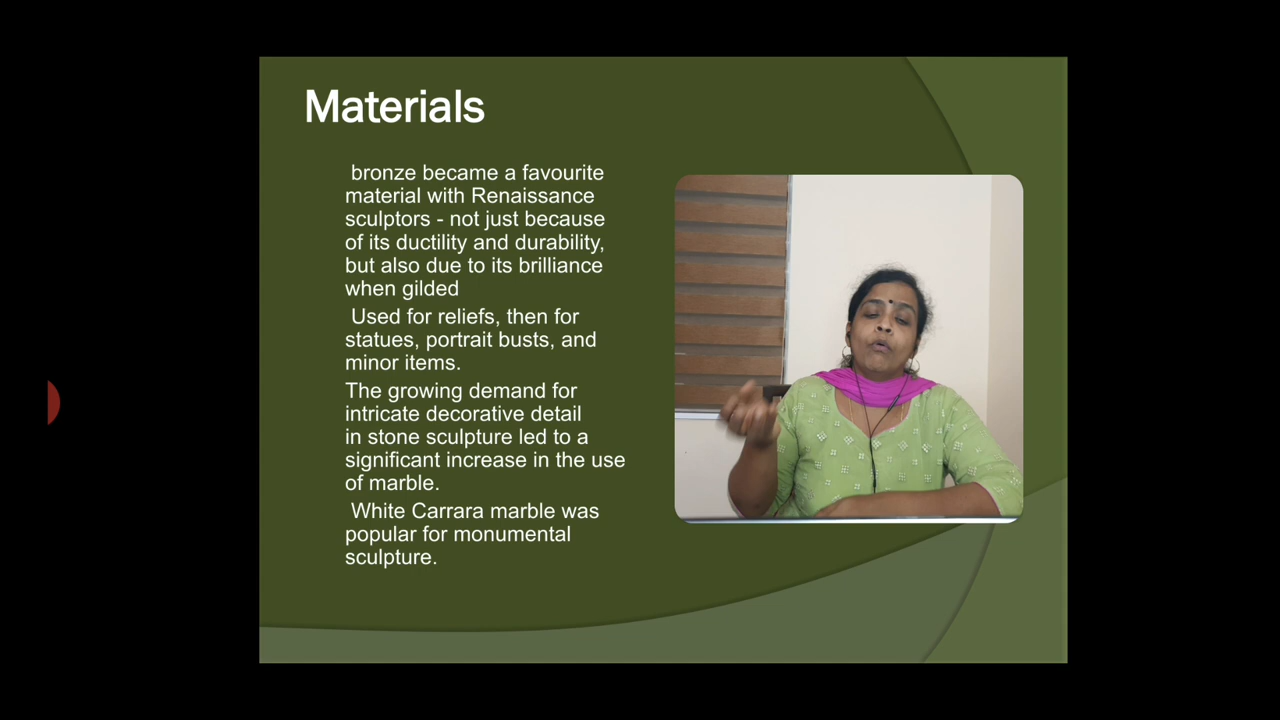 Materials
bronze became a favourite
material with Renaissance
sculptors - not just because
of its ductility and durability,
but also due to its brilliance
when gilded
Used for reliefs, then for
statues, portrait busts, and
minor items.
The growing demand for
intricate decorative detail
in stone sculpture led to a
significant increase in the use
of marble.
White Carrara marble was
popular for monumental
sculpture.